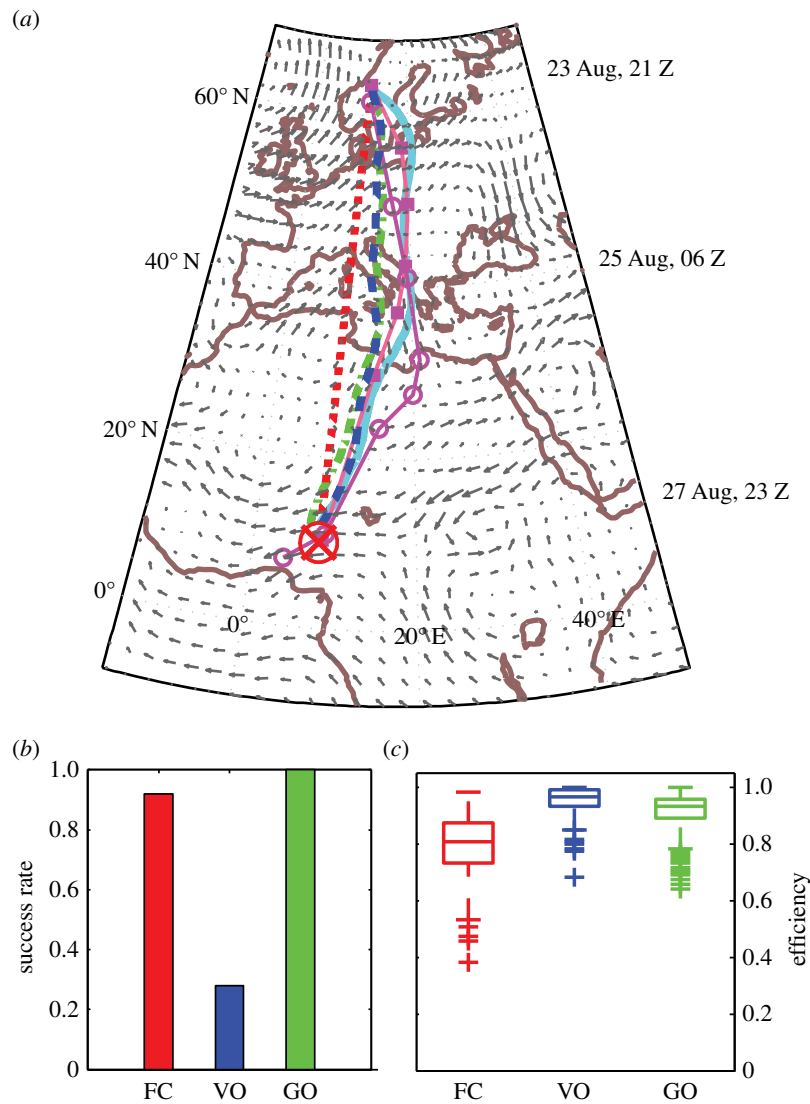 (a)
23 Aug, 21 Z
60° N
25 Aug, 06 Z
40° N
20° N
27 Aug, 23 Z
0°
0°
20° E
40° E
(b)
(c)
1.0
0.8
0.6
0.4
0.2
0
success rate
FC VO GO
1.0
0.8
0.6
0.4
0.2
0
efficiency
FC VO GO